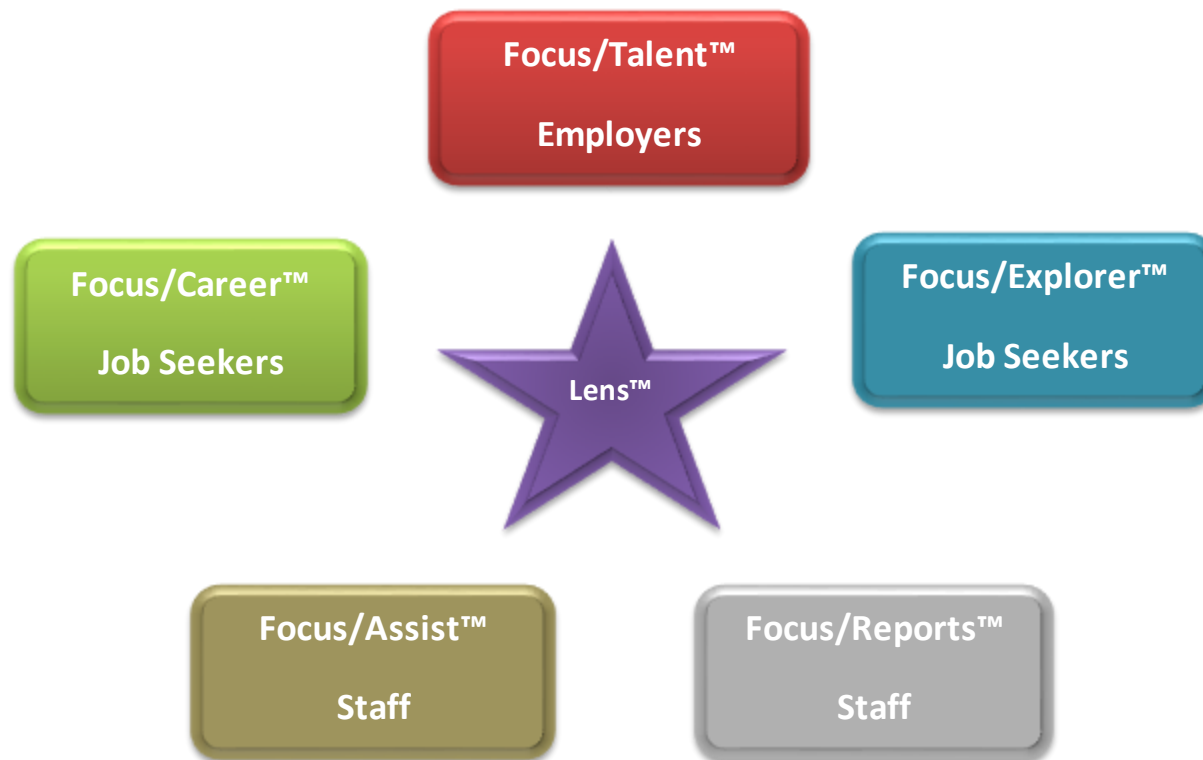 Focus/Talent™
Employers
Focus/Career™
Job Seekers
Focus/Explorer™
Job Seekers
Lens™
Focus/Assist™
Staff
Focus/Reports™
Staff